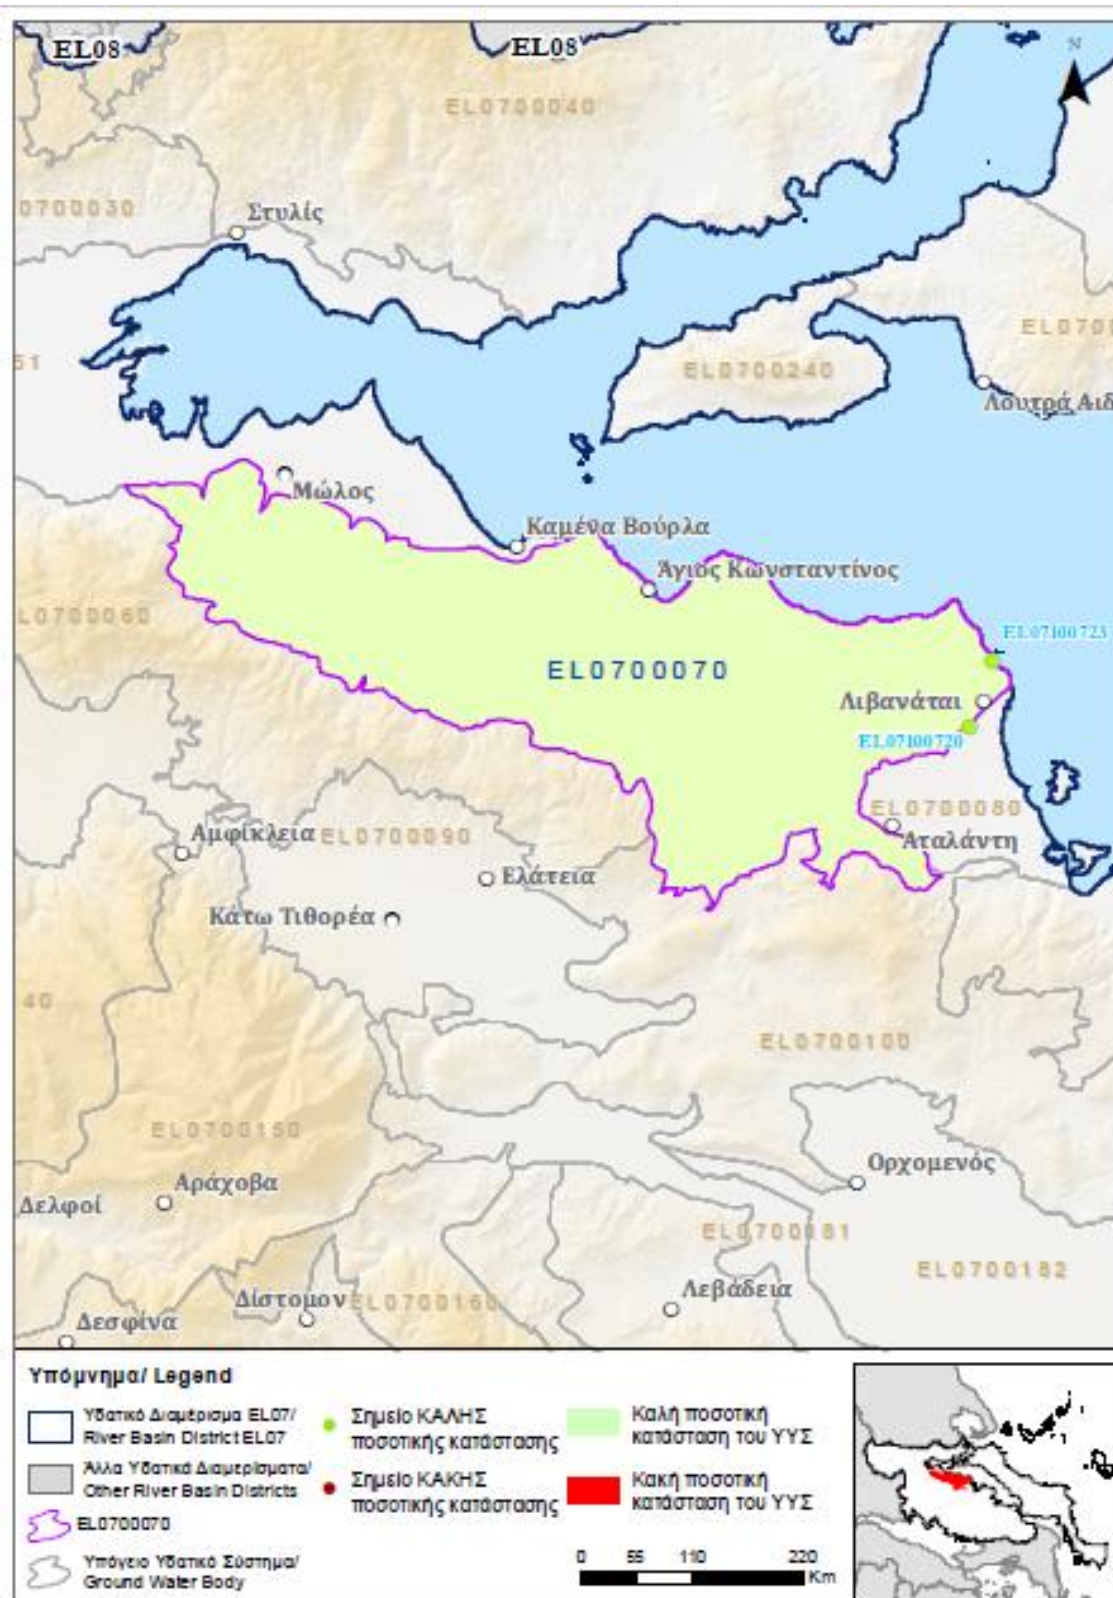 EL08
EL08
N
EL0700040
0700030
Στυλίς
EL0700
51
EL0700240
Λουτρά Αιδ
Μώλος
Καμένα Βούρλα
Άγιος Κωνσταντίνος
L0700060
EL07100723
EL0700070
Λιβανάται
EL07100720
EL0700080
Αταλάντη
Αμφίκλεια
EL0700090
Ελάτεια
Κάτω Τιθορέα
40
EL0700100
EL0700150
Ορχομενός
Αράχοβα
Δελφοί
EL0700181
EL0700182
Δίστομον
EL0700160
Λεβάδεια
Δεσφίνα
Υπόμνημα/ Legend
Υδατικό Διαμέρισμα EL07/
River Basin District EL07
Άλλα Υδατικά Διαμερίσματα/
Other River Basin Districts
EL0700070
Υπόγειο Υδατικό Σύστημα/
Ground Water Body
Σημείο ΚΑΛΗΣ
ποσοτικής κατάστασης
Σημείο ΚΑΚΗΣ
ποσοτικής κατάστασης
Καλή ποσοτική
κατάσταση του ΥΥΣ
Κακή ποσοτική
κατάσταση του ΥΥΣ
0 55 110 220
Km